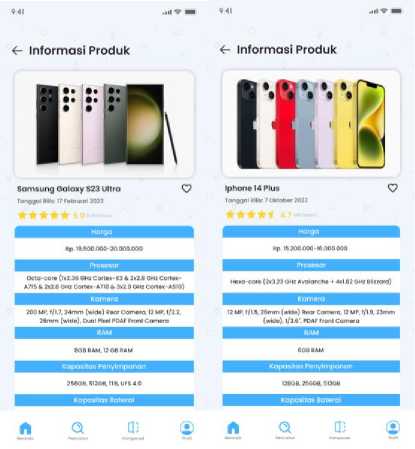 9:41
Informasi Produk
Samsung Galaxy S23 Ultra
Tanggal Rilis: 17 Februari 2023
5.0
Harga
Rp. 19.500.000-20.000.000
Prosesor
Octa-core (1x3.36 GHz Cortex-X3 & 2x2.8 GHz Cortex-
A715 & 2x2.8 GHz Cortex-A710 & 3x2.0 GHz Cortex-A510)
Kamera
200 MP, f/1.7, 24mm (wide) Rear Camera, 12 MP, f/2.2,
26mm (wide), Dual Pixel PDAF Front Camera
RAM
8GB RAM, 12 GB RAM
Kapasitas Penyimpanan
256GB, 512GB, 1TB, UFS 4.0
Kapasitas Baterai
Beranda
Pencarian
Komparasi
Profil
9:41
Informasi Produk
Iphone 14 Plus
Tanggal Rilis: 7 Oktober 2022
4.7
Harga
Rp. 15.200.000-16.000.000
Prosesor
Hexa-core (2x3.23 GHz Avalanche + 4x1.82 GHz Blizzard)
Kamera
12 MP, f/1.5, 26mm (wide) Rear Camera, 12 MP, f/1.9, 23mm
(wide), 1/3.6", PDAF Front Camera
RAM
6GB RAM
Kapasitas Penyimpanan
128GB, 256GB, 512GB
Kapasitas Baterai
Beranda
Pencarian
Komparasi
Profil